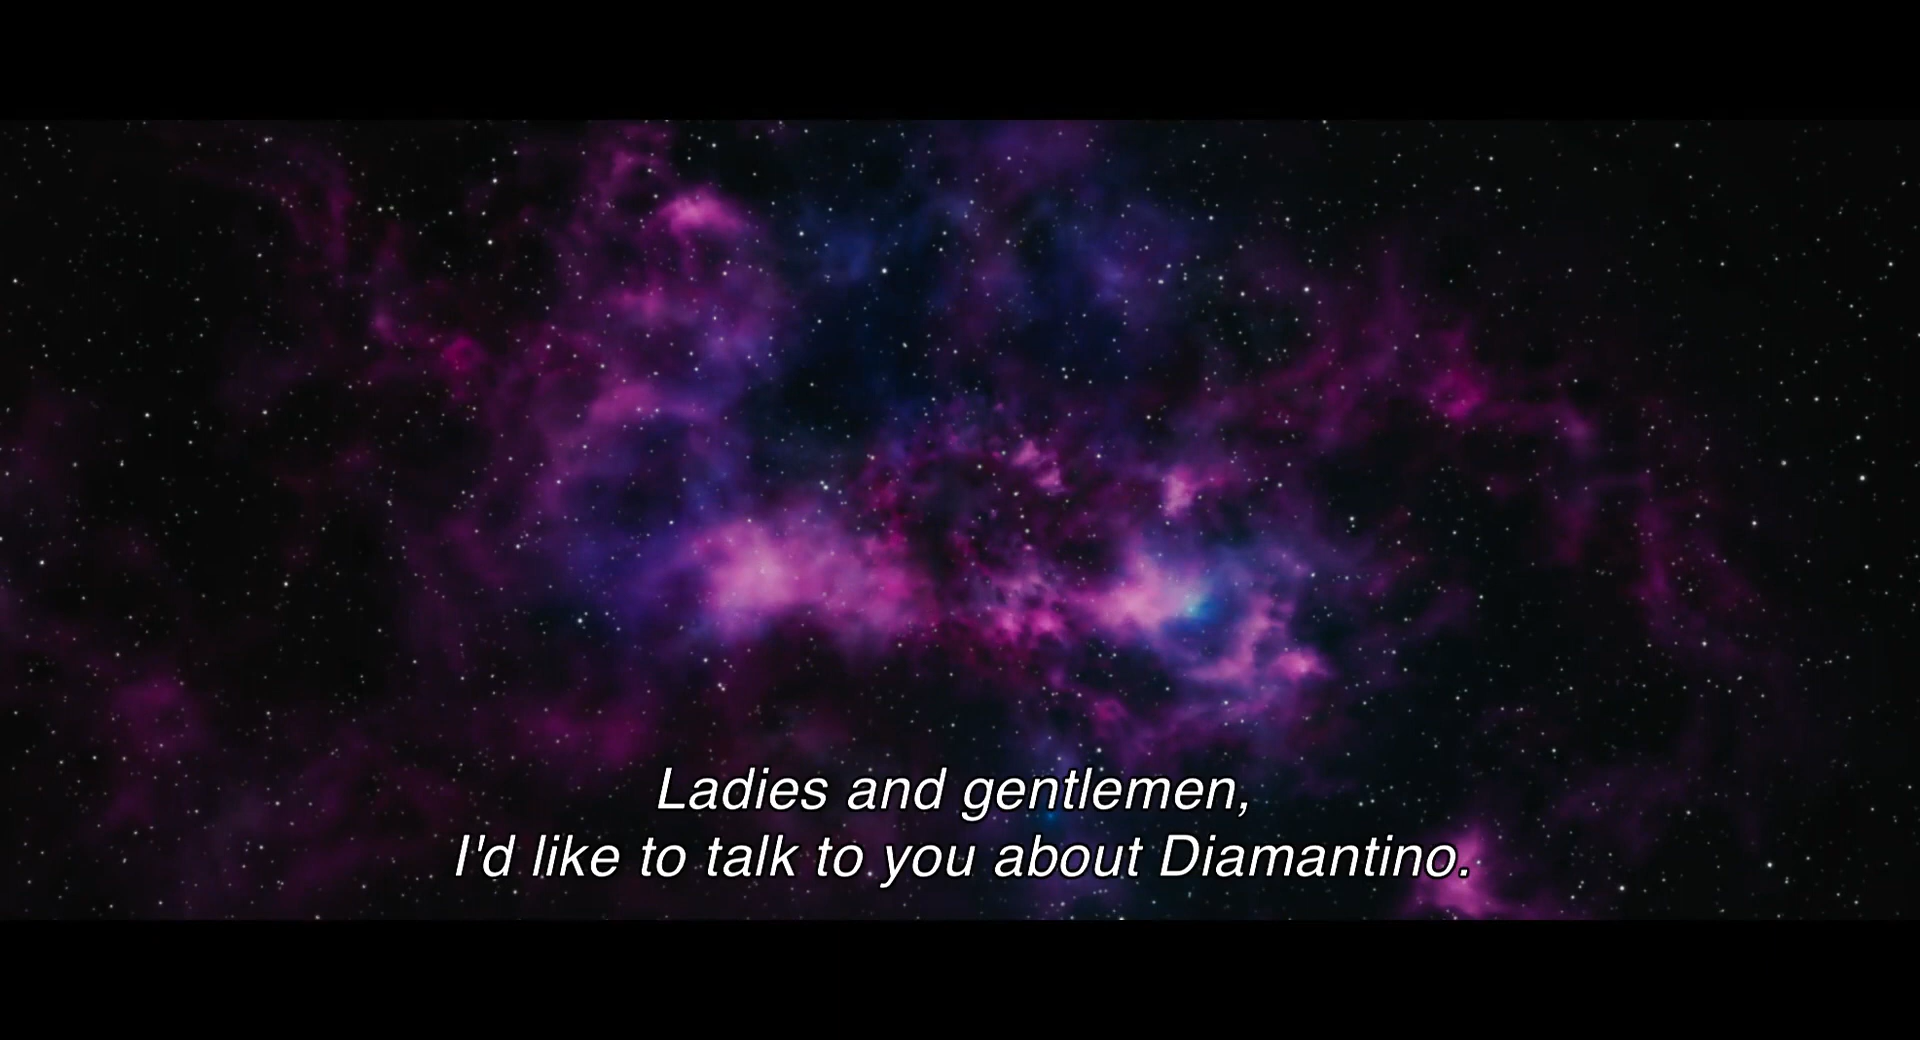 Ladies and gentlemen,
I'd like to talk to you about Diamantino.